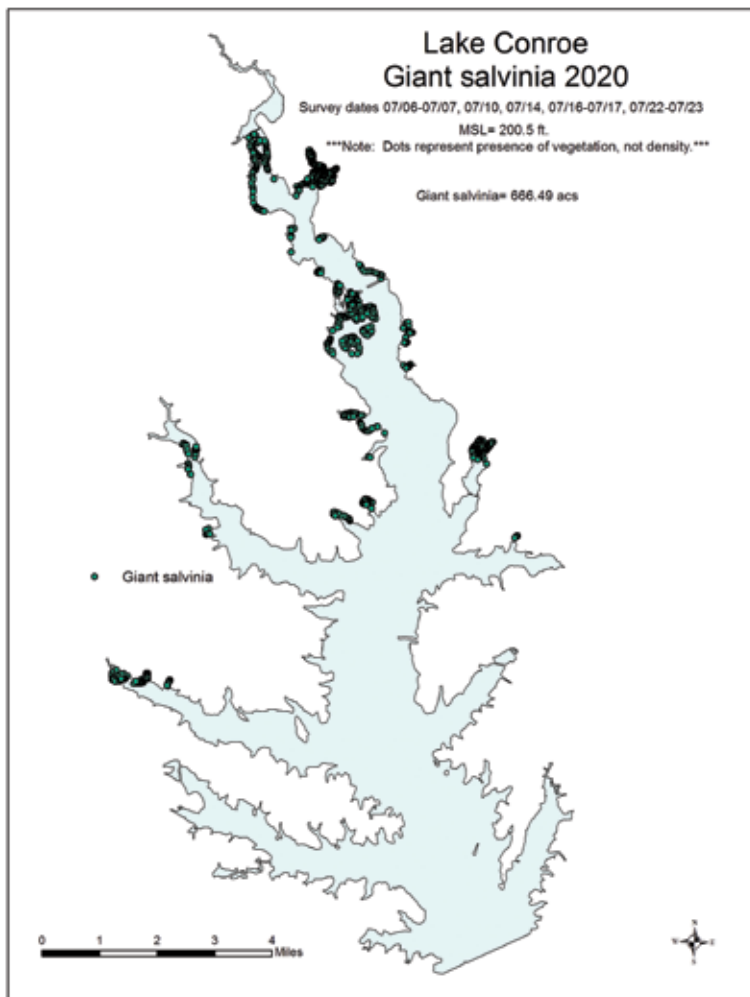 Lake Conroe
Giant salvinia 2020
Survey dates 07/06-07/07, 07/10, 07/14, 07/16-07/17, 07/22-07/23
MSL= 200.5 ft.
***Note: Dots represent presence of vegetation, not density.***
Giant salvinia= 666.49 acs
Giant salvinia
0 1 2 3 4
Miles
N
W E
S